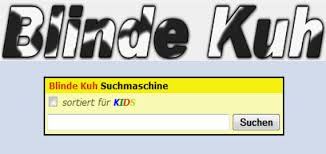 Blinde Kuh
Blinde Kuh Suchmaschine
sortiert für KIDS
Suchen